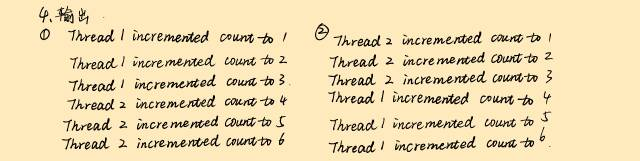 4. 輸出
① Thread 1 incremented count to 1
Thread 1 incremented count to 2
Thread 1 incremented count to 3.
Thread 2 incremented count to 4
Thread 2 incremented count to 5
Thread 2 incremented count to 6
② Thread 2 incremented count to 1
Thread 2 incremented count to 2
Thread 2 incremented count to 3
Thread 1 incremented count to 4
Thread 1 incremented count to 5
Thread 1 incremented count to 6.